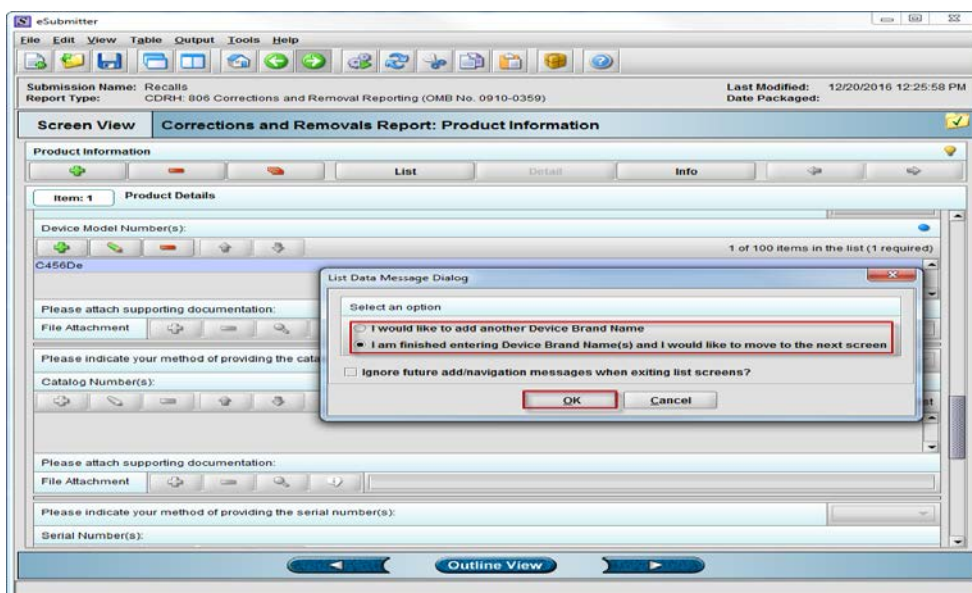 eSubmitter
File Edit View Table Output Tools Help
Submission Name: Recalls
Last Modified: 12/20/2016 12:25:58 PM
Report Type: CDRH: 806 Corrections and Removal Reporting (OMB No. 0910-0359)
Date Packaged:
Screen View Corrections and Removals Report: Product Information
Product Information
List Detail Info
Item: 1 Product Details
Device Model Number(s):
1 of 100 items in the list (1 required)
C456De
List Data Message Dialog
Select an option
I would like to add another Device Brand Name
I am finished entering Device Brand Name(s) and I would like to move to the next screen
Ignore future add/navigation messages when exiting list screens?
OK Cancel
Please attach supporting documentation:
File Attachment
Please indicate your method of providing the cata
Catalog Number(s):
st
Please attach supporting documentation:
File Attachment
Please indicate your method of providing the serial number(s):
Serial Number(s):
Outline View